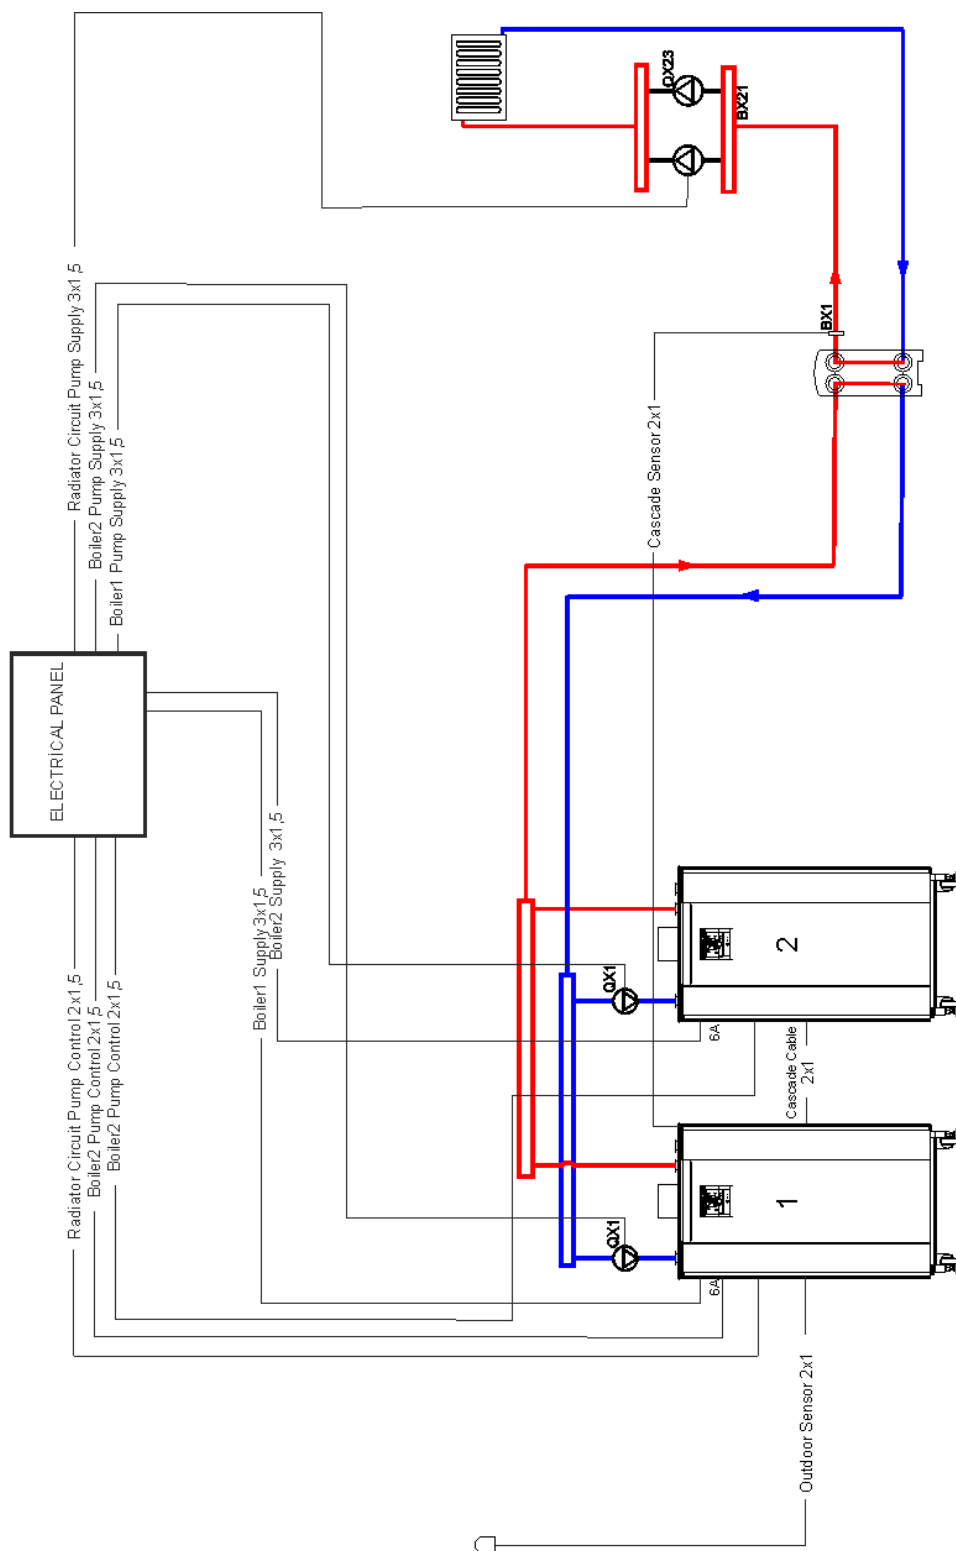 Radiator Circuit Pump Supply 3x1,5
Boiler2 Pump Supply 3x1,5
Boiler1 Pump Supply 3x1,5
ELECTRİCAL PANEL
Radiator Circuit Pump Control 2x1,5
Boiler2 Pump Control 2x1,5
Boiler2 Pump Control 2x1,5
Boiler1 Supply 3x1,5
Boiler2 Supply 3x1,5
QX23
BX21
BX1
Cascade Sensor 2x1
QX1
QX1
2
1
6A
6A
Cascade Cable
2x1
Outdoor Sensor 2x1